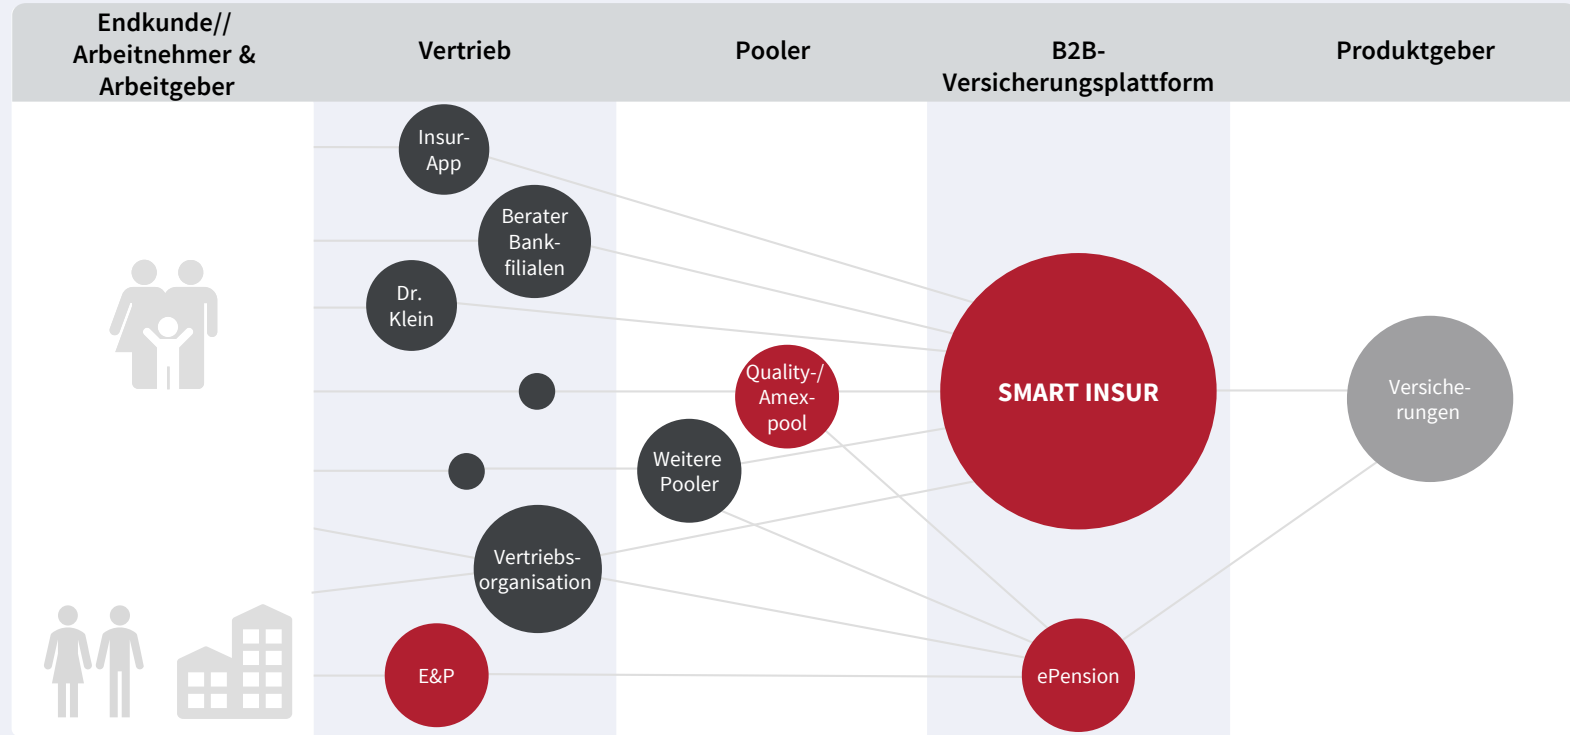 Endkunde//
Arbeitnehmer &
Arbeitgeber
Vertrieb
Pooler
B2B-
Versicherungsplattform
Produktgeber
Insur-
App
Berater
Bank-
filialen
Dr.
Klein
Quality-/
Amex-
pool
SMART INSUR
Versiche-
rungen
Weitere
Pooler
Vertriebs-
organisation
E&P
ePension